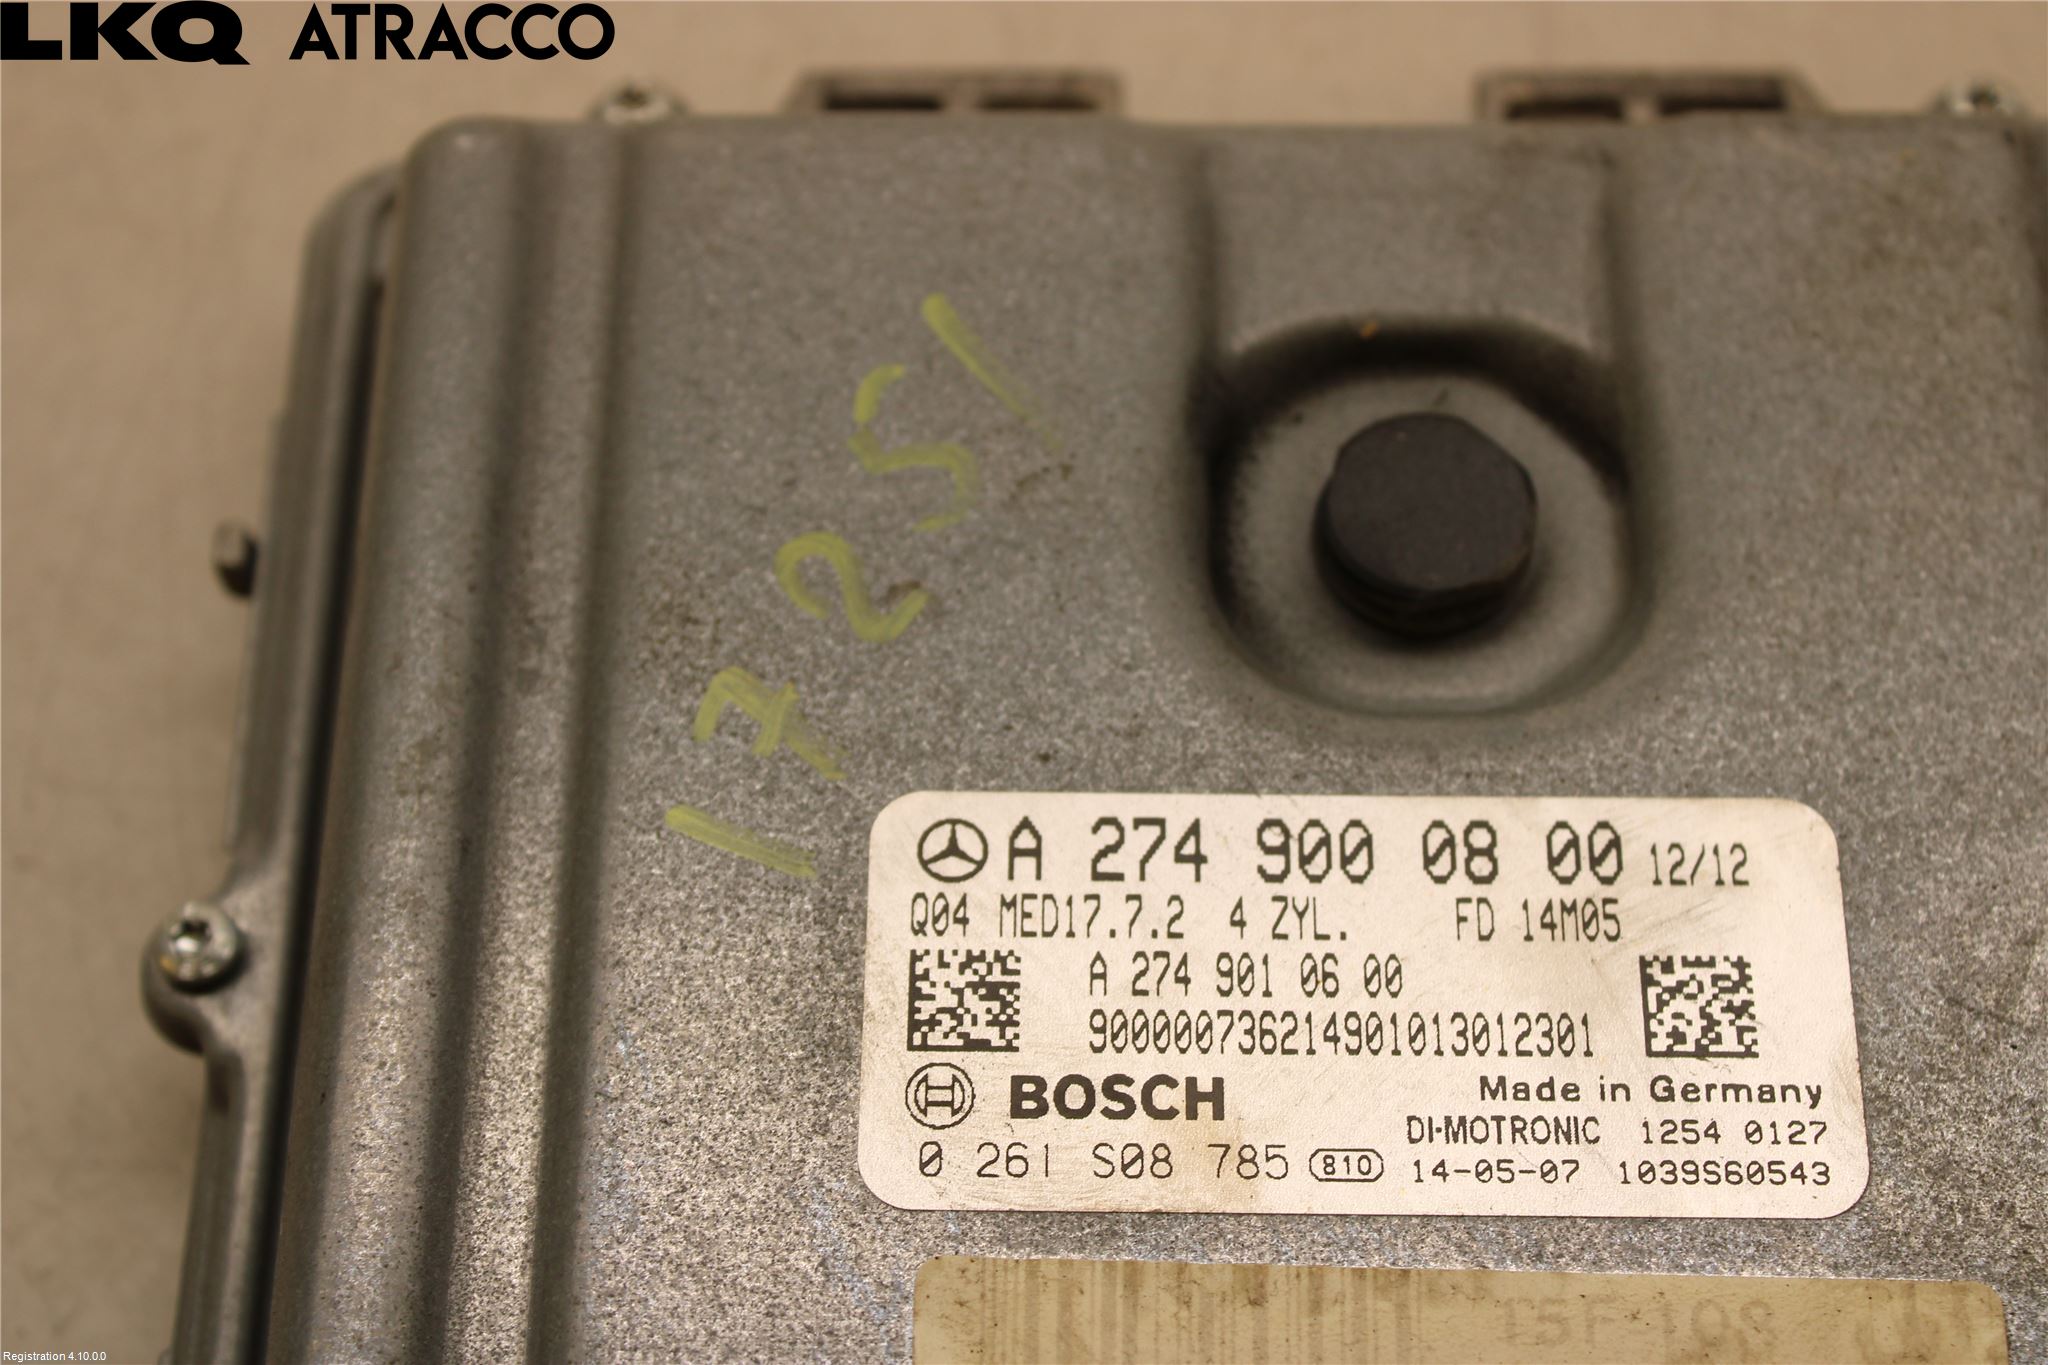 LKQ ATRACCO
17251
A 274 900 08 00 12/12
Q04 MED17.7.2 4 ZYL. FD 14M05
A 274 901 06 00
900000736214901013012301
BOSCH Made in Germany
DI-MOTRONIC 1254 0127
0 261 S08 785 810 14-05-07 1039S60543
Registration 4.10.0.0